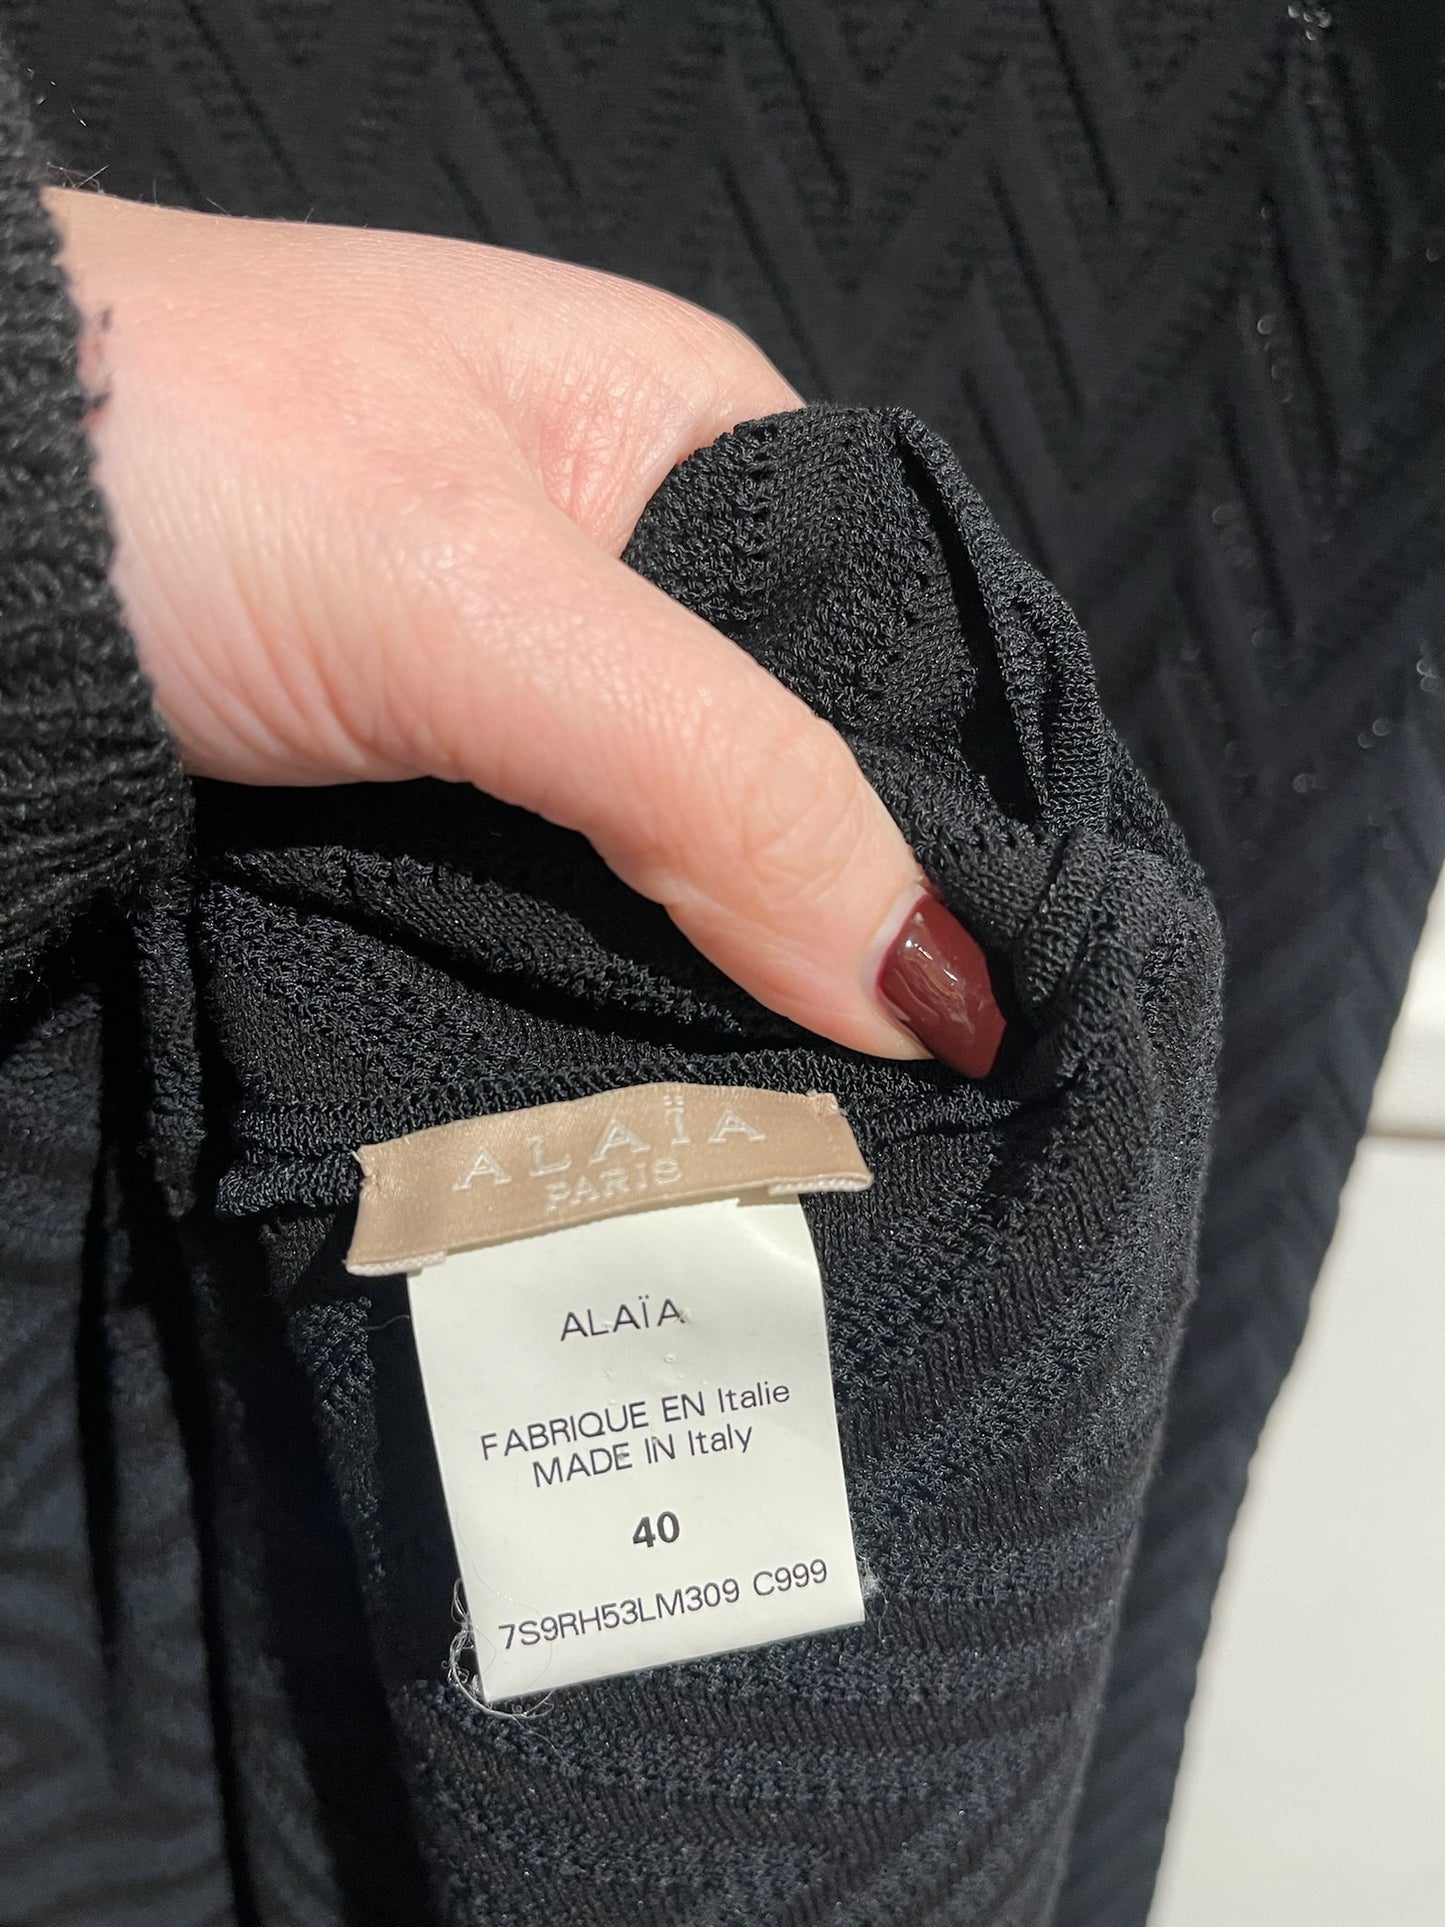 ALAÏA
PARIS
ALAÏA
FABRIQUE EN Italie
MADE IN Italy
40
7S9RH53LM309 C999